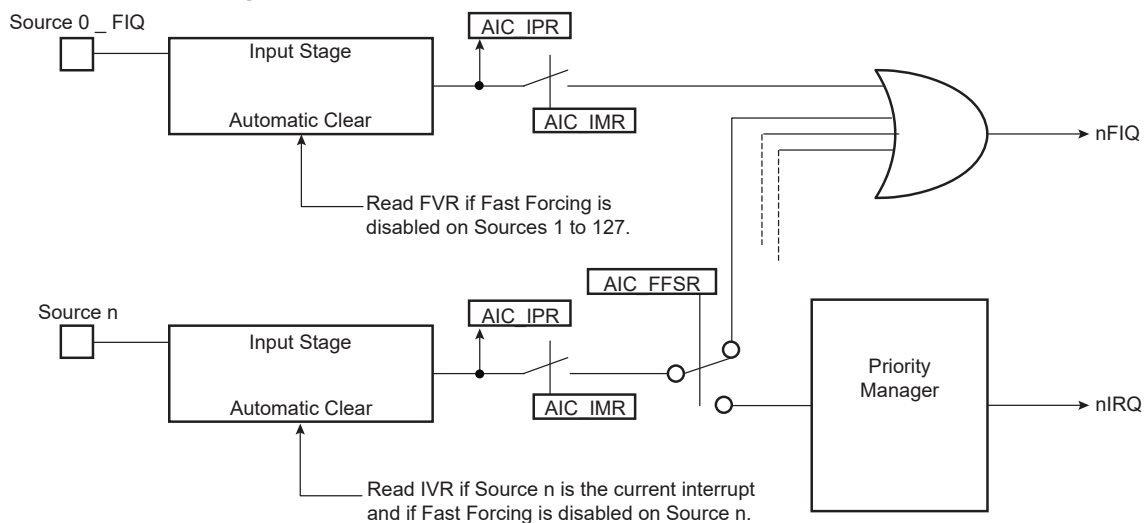 Source 0 _ FIQ
AIC_IPR
Input Stage
Automatic Clear
AIC_IMR
nFIQ
Read FVR if Fast Forcing is
disabled on Sources 1 to 127.
AIC_FFSR
Source n
AIC_IPR
Input Stage
Priority
Manager
Automatic Clear
AIC_IMR
nIRQ
Read IVR if Source n is the current interrupt
and if Fast Forcing is disabled on Source n.